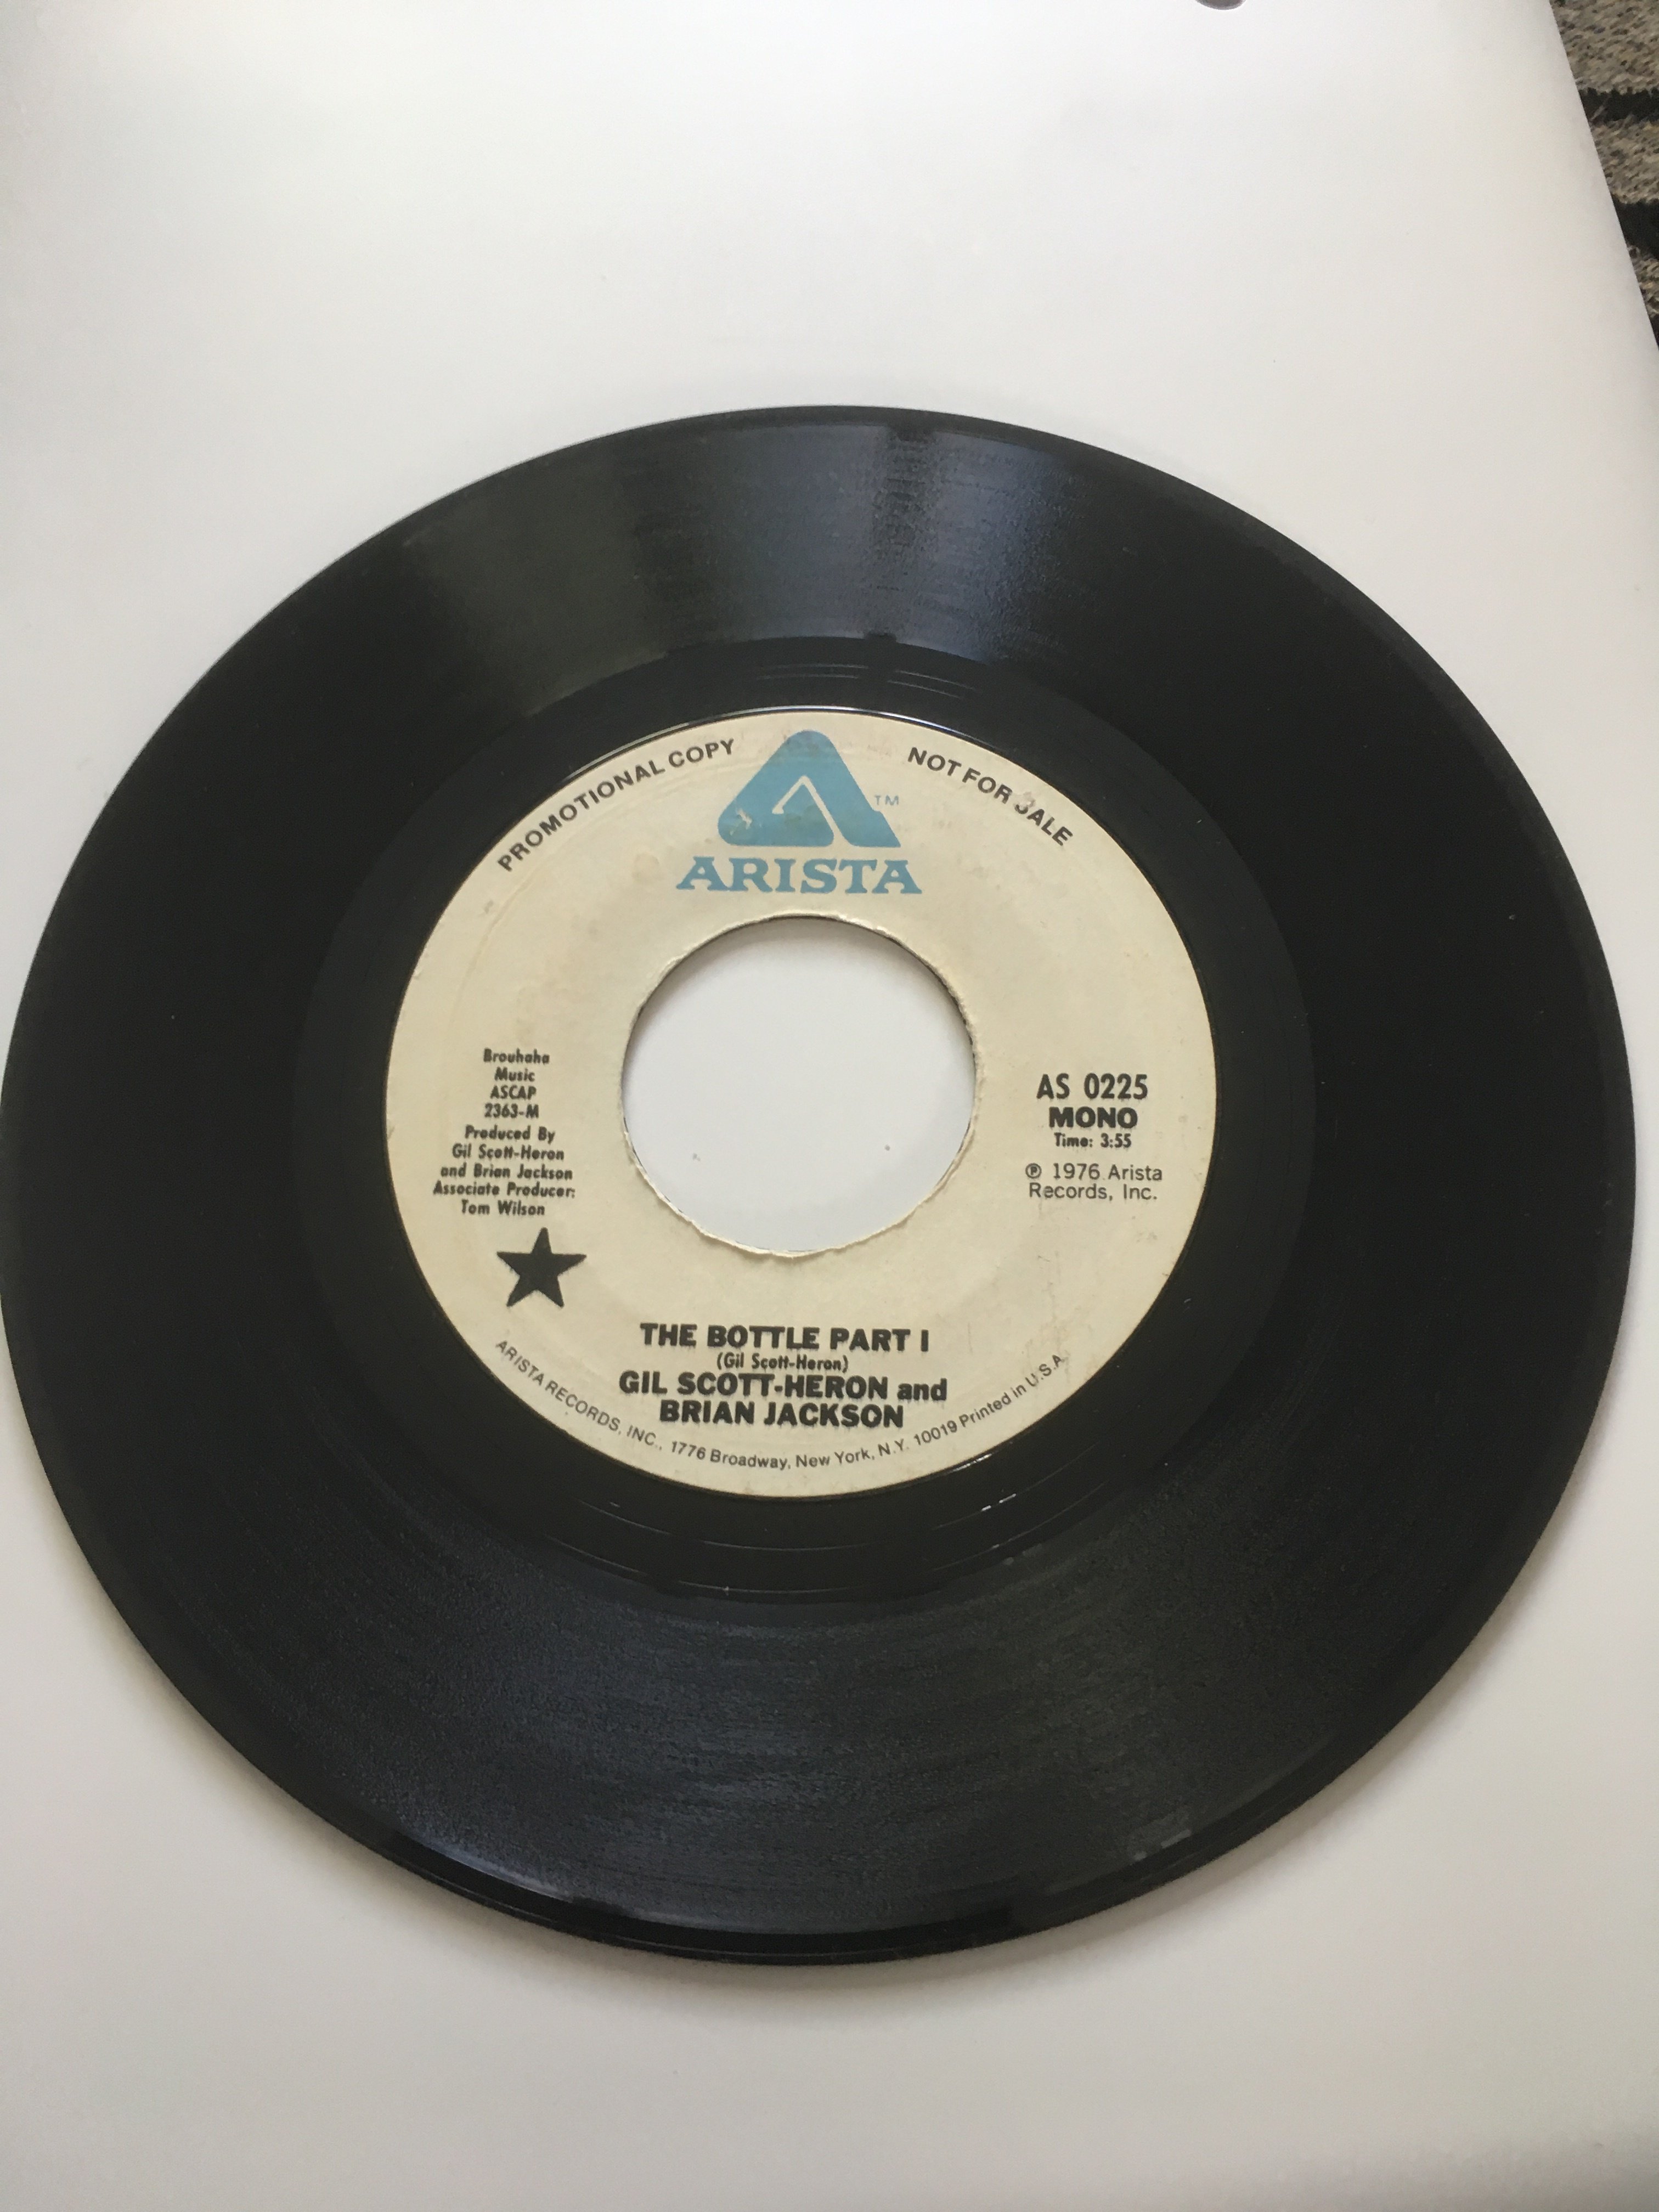 PROMOTIONAL COPY
NOT FOR SALE
TM
ARISTA
Brouhaha
Music
ASCAP
2363-M
Produced By
Gil Scott-Heron
and Brian Jackson
Associate Producer:
Tom Wilson
AS 0225
MONO
Time: 3:55
℗ 1976 Arista
Records, Inc.
THE BOTTLE PART I
(Gil Scott-Heron)
GIL SCOTT-HERON and
BRIAN JACKSON
ARISTA RECORDS, INC., 1776 Broadway, New York, N.Y. 10019 Printed in U.S.A.